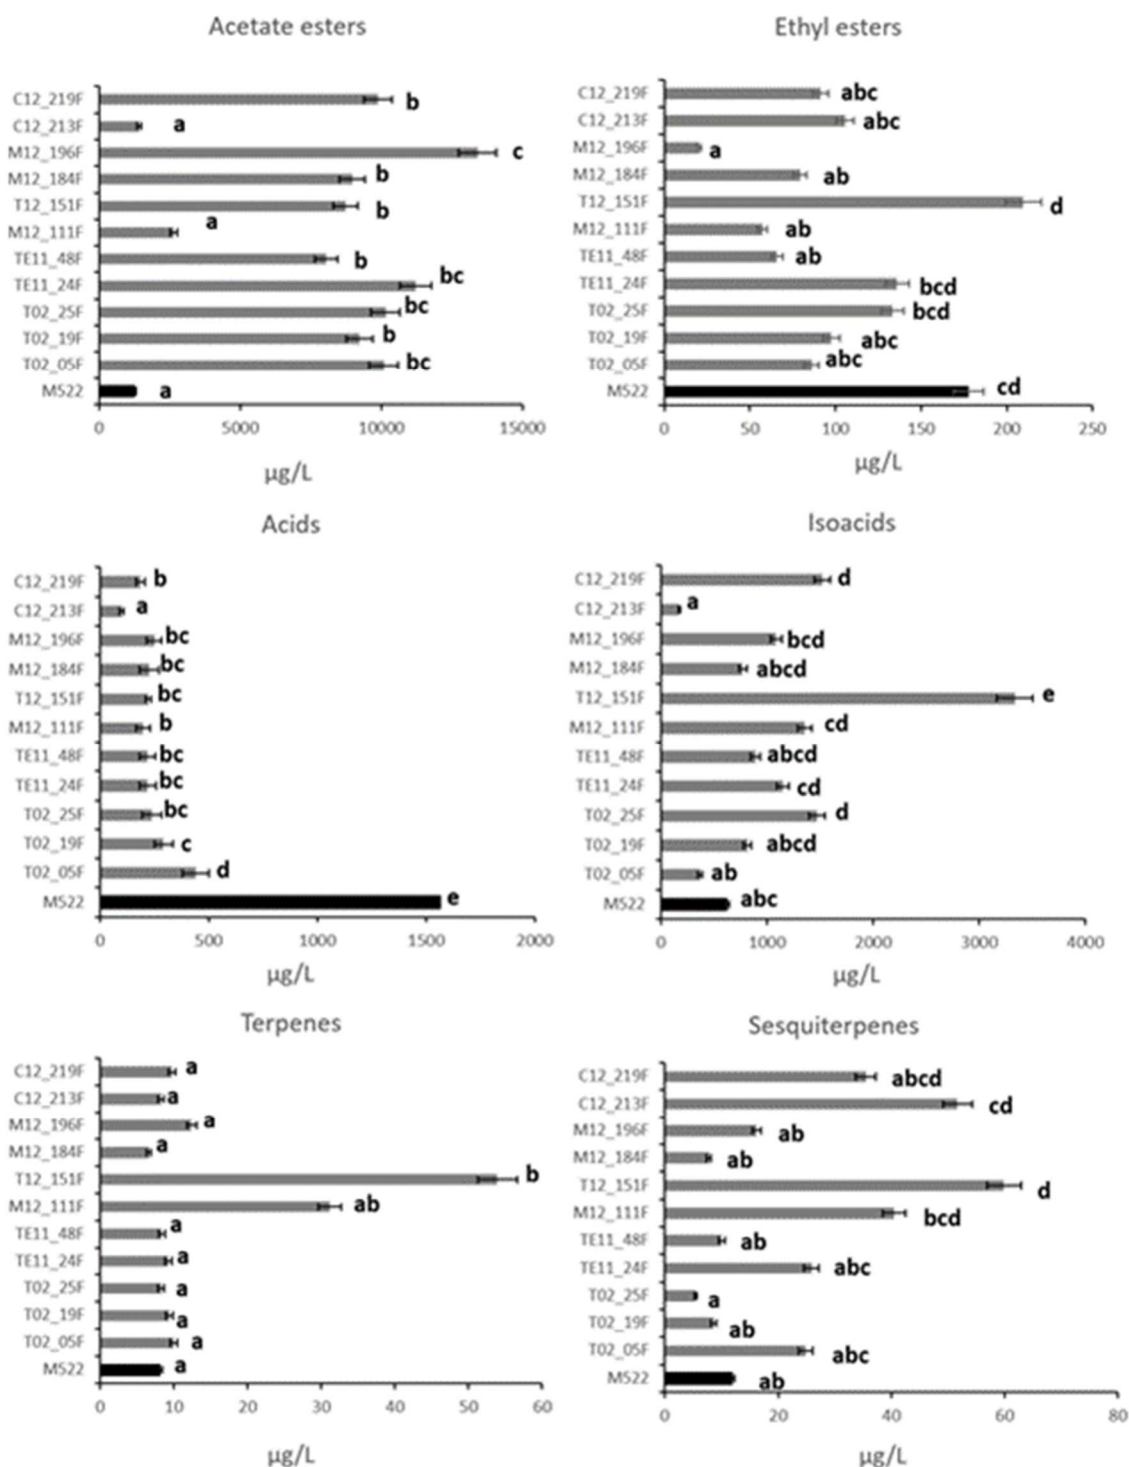 Acetate esters
C12_219F b
C12_213F a
M12_196F c
M12_184F b
T12_151F b
M12_111F a
TE11_48F b
TE11_24F bc
T02_25F bc
T02_19F b
T02_05F bc
M522 a
0 5000 10000 15000
µg/L
Ethyl esters
C12_219F abc
C12_213F abc
M12_196F a
M12_184F ab
T12_151F d
M12_111F ab
TE11_48F ab
TE11_24F bcd
T02_25F bcd
T02_19F abc
T02_05F abc
M522 cd
0 50 100 150 200 250
µg/L
Acids
C12_219F b
C12_213F a
M12_196F bc
M12_184F bc
T12_151F bc
M12_111F b
TE11_48F bc
TE11_24F bc
T02_25F bc
T02_19F c
T02_05F d
M522 e
0 500 1000 1500 2000
µg/L
Isoacids
C12_219F d
C12_213F a
M12_196F bcd
M12_184F abcd
T12_151F e
M12_111F cd
TE11_48F abcd
TE11_24F cd
T02_25F d
T02_19F abcd
T02_05F ab
M522 abc
0 1000 2000 3000 4000
µg/L
Terpenes
C12_219F a
C12_213F a
M12_196F a
M12_184F a
T12_151F b
M12_111F ab
TE11_48F a
TE11_24F a
T02_25F a
T02_19F a
T02_05F a
M522 a
0 10 20 30 40 50 60
µg/L
Sesquiterpenes
C12_219F abcd
C12_213F cd
M12_196F ab
M12_184F ab
T12_151F d
M12_111F bcd
TE11_48F ab
TE11_24F abc
T02_25F a
T02_19F ab
T02_05F abc
M522 ab
0 20 40 60 80
µg/L